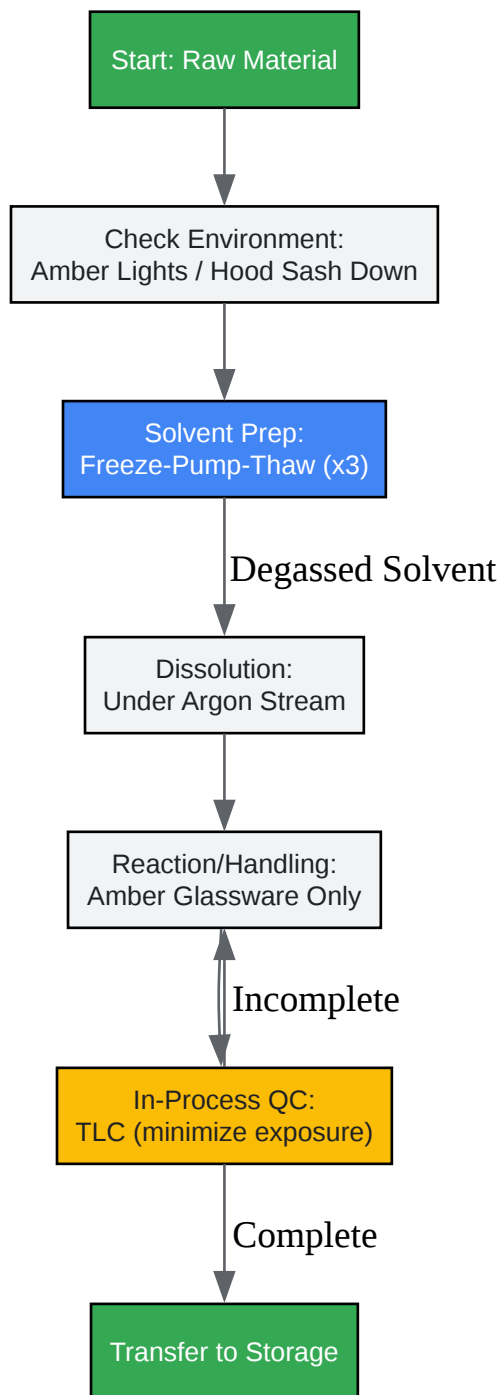 Start: Raw Material
Check Environment:
Amber Lights / Hood Sash Down
Solvent Prep:
Freeze-Pump-Thaw (x3)
Degassed Solvent
Dissolution:
Under Argon Stream
Reaction/Handling:
Amber Glassware Only
Incomplete
In-Process QC:
TLC (minimize exposure)
Complete
Transfer to Storage